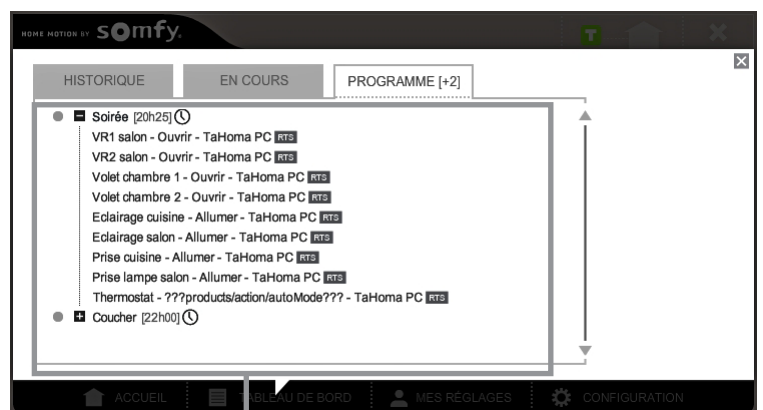 HOME MOTION BY somfy.
T
HISTORIQUE
EN COURS
PROGRAMME [+2]
Soirée [20h25]
VR1 salon - Ouvrir - TaHoma PC RTS
VR2 salon - Ouvrir - TaHoma PC RTS
Volet chambre 1 - Ouvrir - TaHoma PC RTS
Volet chambre 2 - Ouvrir - TaHoma PC RTS
Eclairage cuisine - Allumer - TaHoma PC RTS
Eclairage salon - Allumer - TaHoma PC RTS
Prise cuisine - Allumer - TaHoma PC RTS
Prise lampe salon - Allumer - TaHoma PC RTS
Thermostat - ???products/action/autoMode??? - TaHoma PC RTS
Coucher [22h00]
ACCUEIL
TABLEAU DE BORD
MES RÉGLAGES
CONFIGURATION